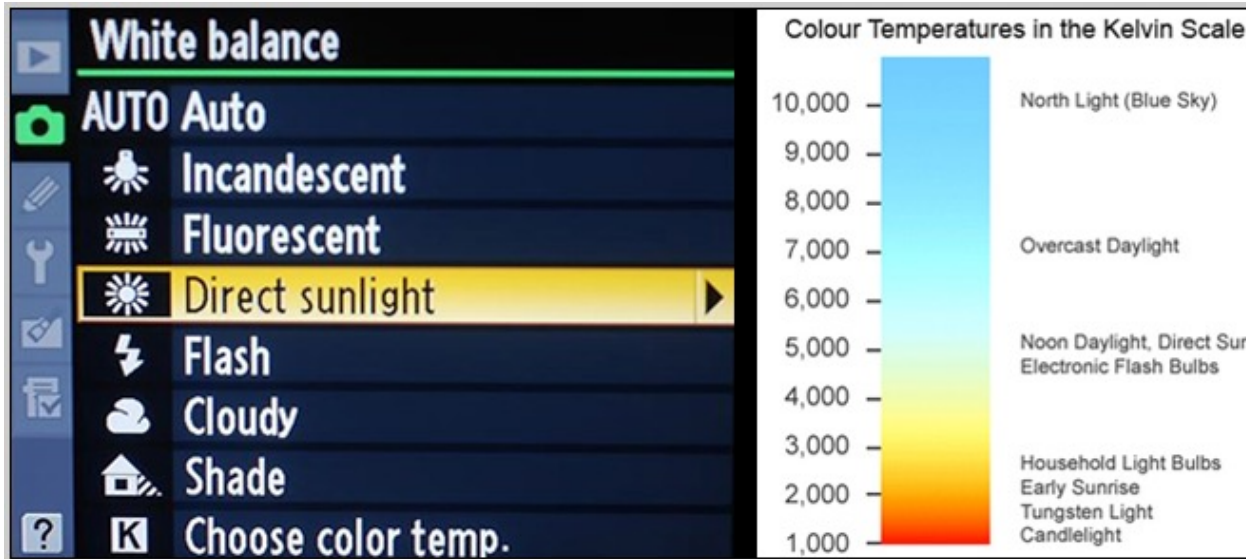 White balance
AUTO Auto
Incandescent
Fluorescent
Direct sunlight
Flash
Cloudy
Shade
K Choose color temp.
?
Colour Temperatures in the Kelvin Scale
10,000 North Light (Blue Sky)
9,000
8,000
7,000 Overcast Daylight
6,000
5,000 Noon Daylight, Direct Sun
Electronic Flash Bulbs
4,000
3,000
Household Light Bulbs
2,000 Early Sunrise
Tungsten Light
1,000 Candlelight